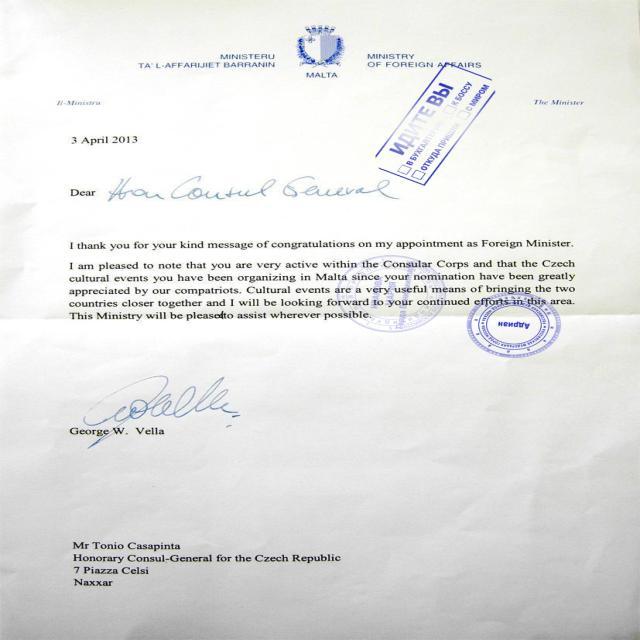 MINISTERU
TA' L-AFFARIJIET BARRANIN
MALTA
MINISTRY
OF FOREIGN AFFAIRS
Il-Ministru
The Minister
ИДИТЕ ВЫ
В БУХГАЛТЕРИЮ К БОССУ
ОТКУДА ПРИШЛИ С МИРОМ
3 April 2013
Dear Hon Consul General
I thank you for your kind message of congratulations on my appointment as Foreign Minister.
I am pleased to note that you are very active within the Consular Corps and that the Czech
cultural events you have been organizing in Malta since your nomination have been greatly
appreciated by our compatriots. Cultural events are a very useful means of bringing the two
countries closer together and I will be looking forward to your continued efforts in this area.
This Ministry will be pleased to assist wherever possible.
Адриан
George W. Vella
Mr Tonio Casapinta
Honorary Consul-General for the Czech Republic
7 Piazza Celsi
Naxxar